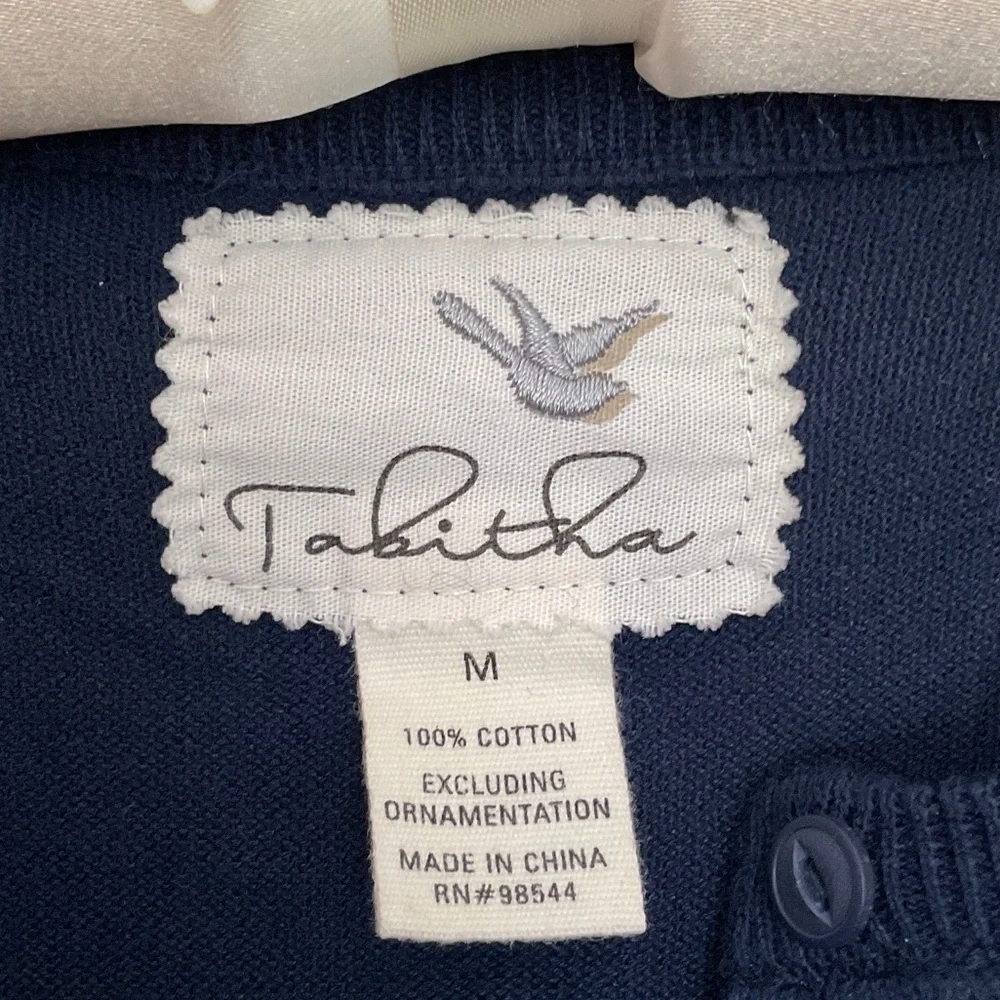 Tabitha
M
100% COTTON
EXCLUDING
ORNAMENTATION
MADE IN CHINA
RN#98544